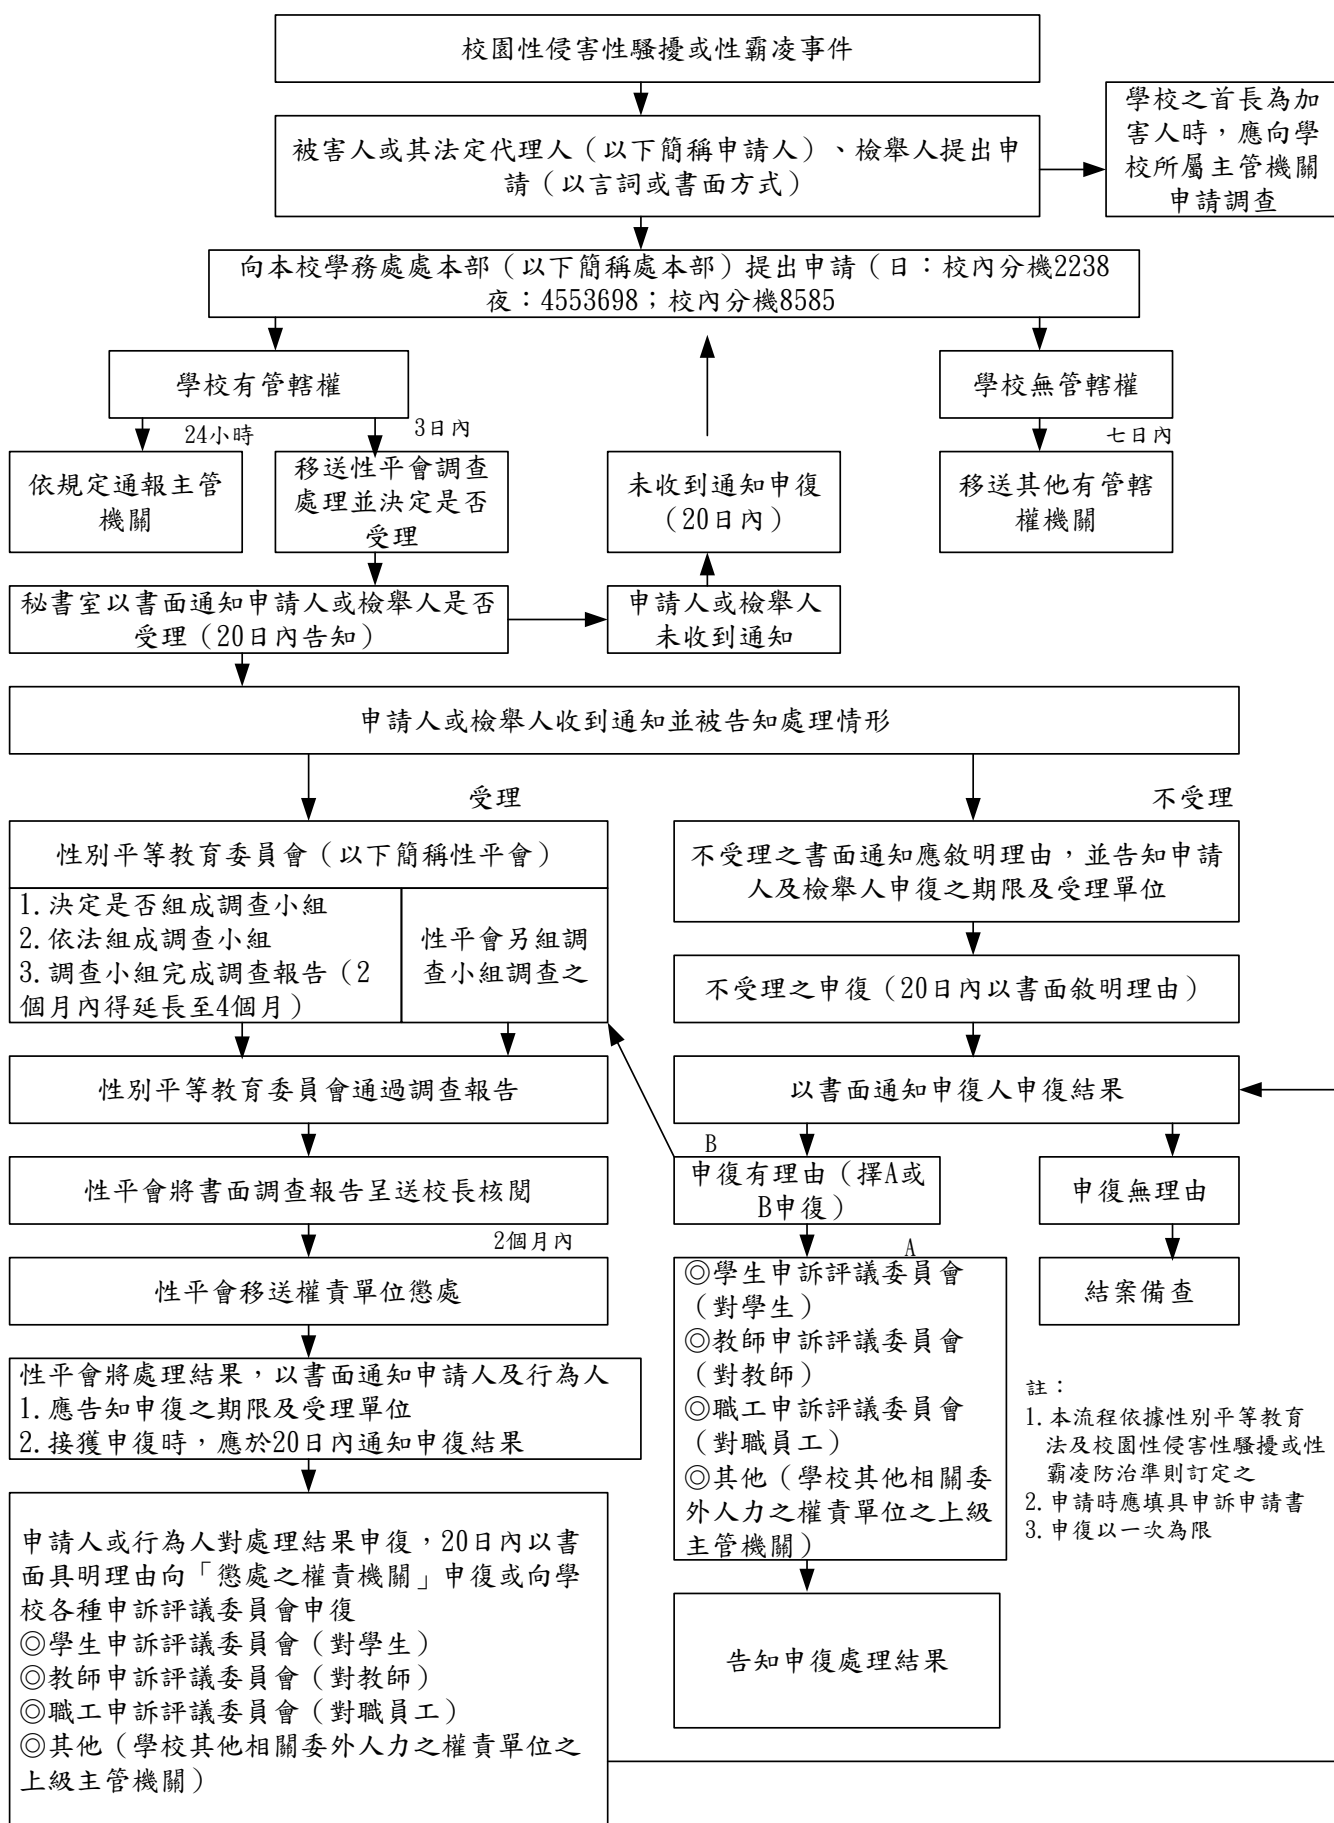 校園性侵害性騷擾或性霸凌事件
學校之首長為加
害人時，應向學
校所屬主管機關
申請調查
被害人或其法定代理人（以下簡稱申請人）、檢舉人提出申
請（以言詞或書面方式）
向本校學務處處本部（以下簡稱處本部）提出申請（日：校內分機2238
夜：4553698；校內分機8585
學校有管轄權
學校無管轄權
24小時
3日內
七日內
依規定通報主管
機關
移送性平會調查
處理並決定是否
受理
未收到通知申復
（20日內）
移送其他有管轄
權機關
秘書室以書面通知申請人或檢舉人是否
受理（20日內告知）
申請人或檢舉人
未收到通知
申請人或檢舉人收到通知並被告知處理情形
受理
不受理
性別平等教育委員會（以下簡稱性平會）
1.決定是否組成調查小組
2.依法組成調查小組
3.調查小組完成調查報告（2
個月內得延長至4個月）
性平會另組調
查小組調查之
不受理之書面通知應敘明理由，並告知申請
人及檢舉人申復之期限及受理單位
不受理之申復（20日內以書面敘明理由）
性別平等教育委員會通過調查報告
以書面通知申復人申復結果
B
性平會將書面調查報告呈送校長核閱
申復有理由（擇A或
B申復）
申復無理由
2個月內
A
性平會移送權責單位懲處
◎學生申訴評議委員會
（對學生）
◎教師申訴評議委員會
（對教師）
◎職工申訴評議委員會
（對職員工）
◎其他（學校其他相關委
外人力之權責單位之上級
主管機關）
結案備查
性平會將處理結果，以書面通知申請人及行為人
1.應告知申復之期限及受理單位
2.接獲申復時，應於20日內通知申復結果
註：
1.本流程依據性別平等教育
法及校園性侵害性騷擾或性
霸凌防治準則訂定之
2.申請時應填具申訴申請書
3.申復以一次為限
申請人或行為人對處理結果申復，20日內以書
面具明理由向「懲處之權責機關」申復或向學
校各種申訴評議委員會申復
◎學生申訴評議委員會（對學生）
◎教師申訴評議委員會（對教師）
◎職工申訴評議委員會（對職員工）
◎其他（學校其他相關委外人力之權責單位之
上級主管機關）
告知申復處理結果